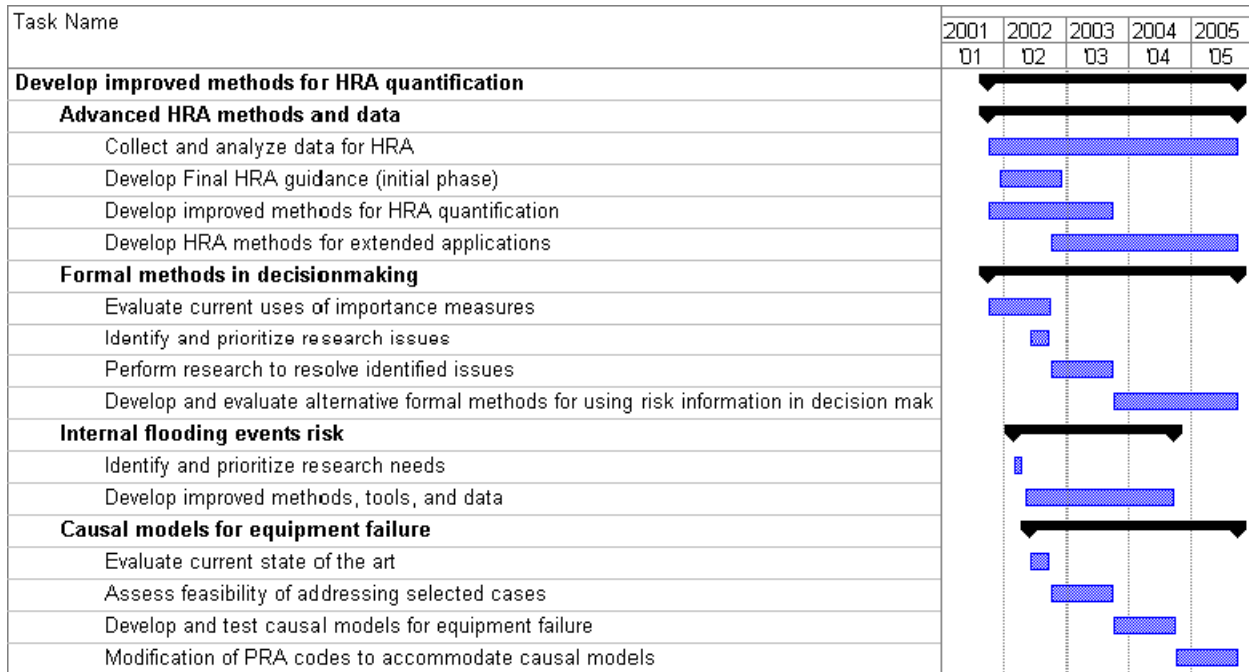 Task Name
2001 2002 2003 2004 2005
'01 '02 '03 '04 '05
Develop improved methods for HRA quantification
Advanced HRA methods and data
Collect and analyze data for HRA
Develop Final HRA guidance (initial phase)
Develop improved methods for HRA quantification
Develop HRA methods for extended applications
Formal methods in decisionmaking
Evaluate current uses of importance measures
Identify and prioritize research issues
Perform research to resolve identified issues
Develop and evaluate alternative formal methods for using risk information in decision mak
Internal flooding events risk
Identify and prioritize research needs
Develop improved methods, tools, and data
Causal models for equipment failure
Evaluate current state of the art
Assess feasibility of addressing selected cases
Develop and test causal models for equipment failure
Modification of PRA codes to accommodate causal models